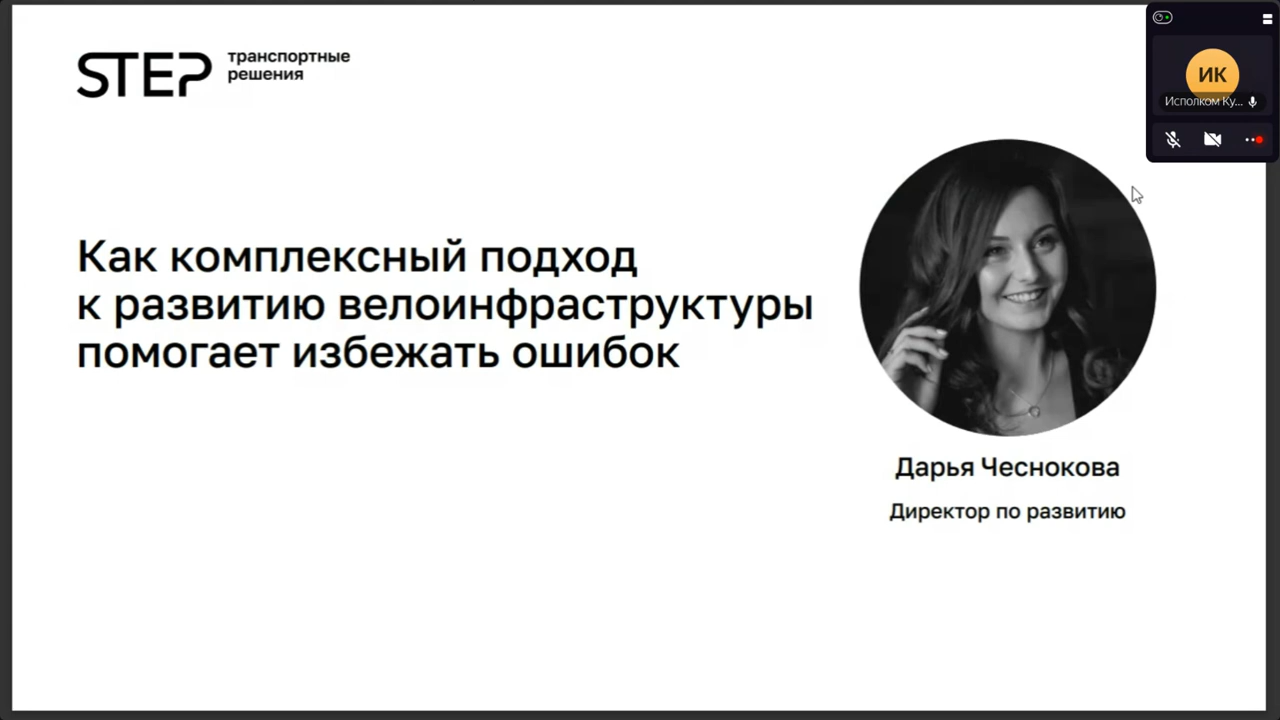 STEP
транспортные
решения
ИК
Исполком Ку...
Как комплексный подход
к развитию велоинфраструктуры
помогает избежать ошибок
Дарья Чеснокова
Директор по развитию